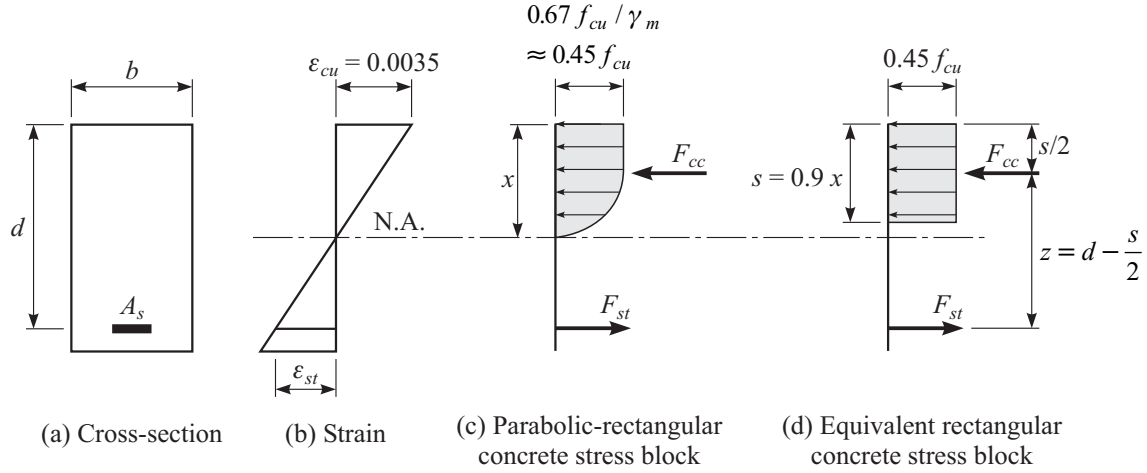 0.67 f_cu / γ_m
≈ 0.45 f_cu
ε_cu = 0.0035
0.45 f_cu
b
F_cc
F_cc
s/2
x
s = 0.9 x
d
N.A.
z = d − s/2
A_s
F_st
F_st
ε_st
(a) Cross-section
(b) Strain
(c) Parabolic-rectangular
concrete stress block
(d) Equivalent rectangular
concrete stress block